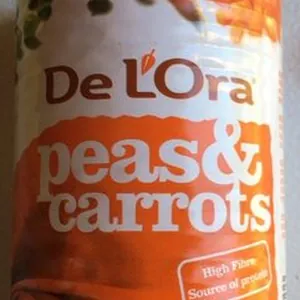 De L'Ora
peas&
carrots
High Fibre
Source of protein